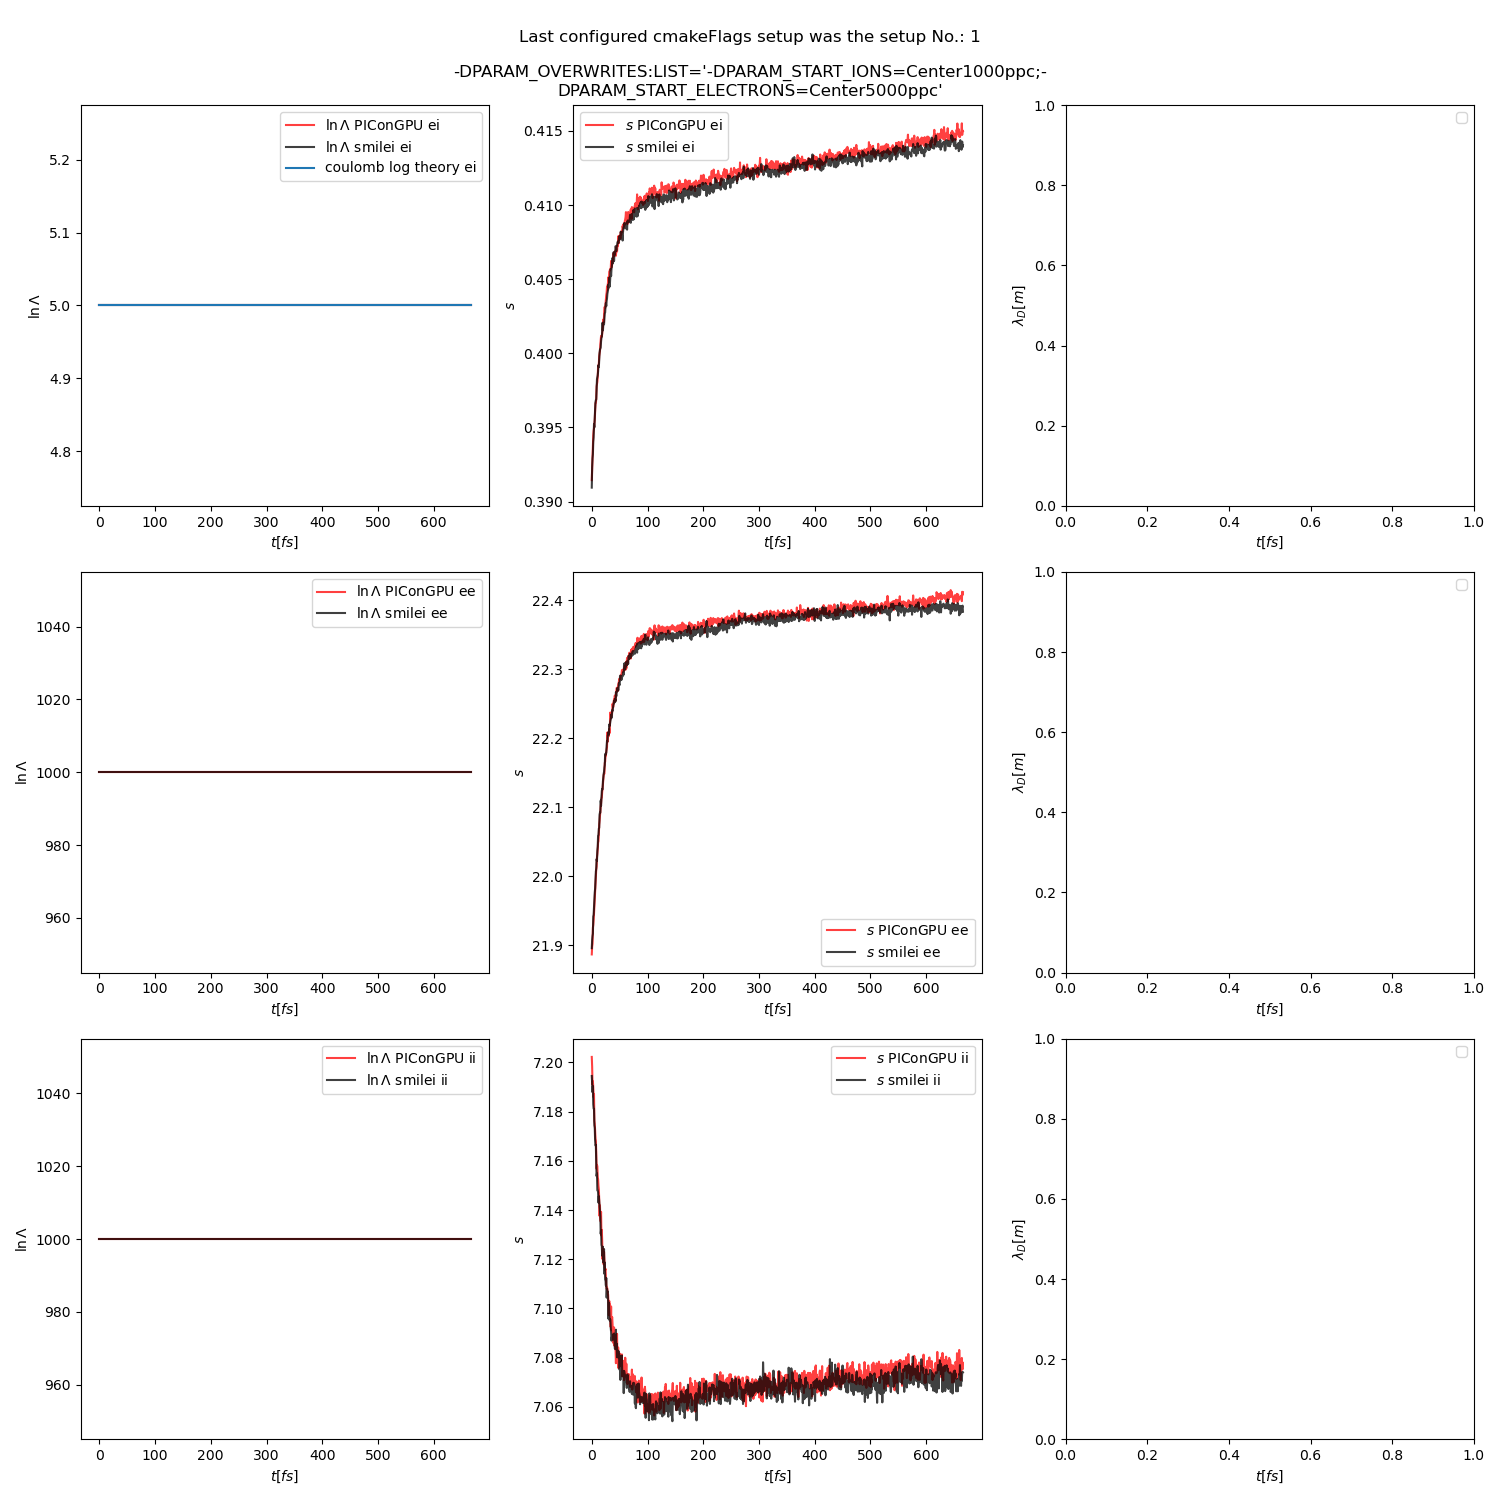 Last configured cmakeFlags setup was the setup No.: 1
-DPARAM_OVERWRITES:LIST='-DPARAM_START_IONS=Center1000ppc;-
DPARAM_START_ELECTRONS=Center5000ppc'
ln Λ PIConGPU ei
ln Λ smilei ei
coulomb log theory ei
5.2
5.1
5.0
4.9
4.8
ln Λ
0 100 200 300 400 500 600
t[fs]
s PIConGPU ei
s smilei ei
0.415
0.410
0.405
0.400
0.395
0.390
s
0 100 200 300 400 500 600
t[fs]
1.0
0.8
0.6
0.4
0.2
0.0
λ_D[m]
0.0 0.2 0.4 0.6 0.8 1.0
t[fs]
ln Λ PIConGPU ee
ln Λ smilei ee
1040
1020
1000
980
960
ln Λ
0 100 200 300 400 500 600
t[fs]
22.4
22.3
22.2
22.1
22.0
21.9
s
s PIConGPU ee
s smilei ee
0 100 200 300 400 500 600
t[fs]
1.0
0.8
0.6
0.4
0.2
0.0
λ_D[m]
0.0 0.2 0.4 0.6 0.8 1.0
t[fs]
ln Λ PIConGPU ii
ln Λ smilei ii
1040
1020
1000
980
960
ln Λ
0 100 200 300 400 500 600
t[fs]
s PIConGPU ii
s smilei ii
7.20
7.18
7.16
7.14
7.12
7.10
7.08
7.06
s
0 100 200 300 400 500 600
t[fs]
1.0
0.8
0.6
0.4
0.2
0.0
λ_D[m]
0.0 0.2 0.4 0.6 0.8 1.0
t[fs]